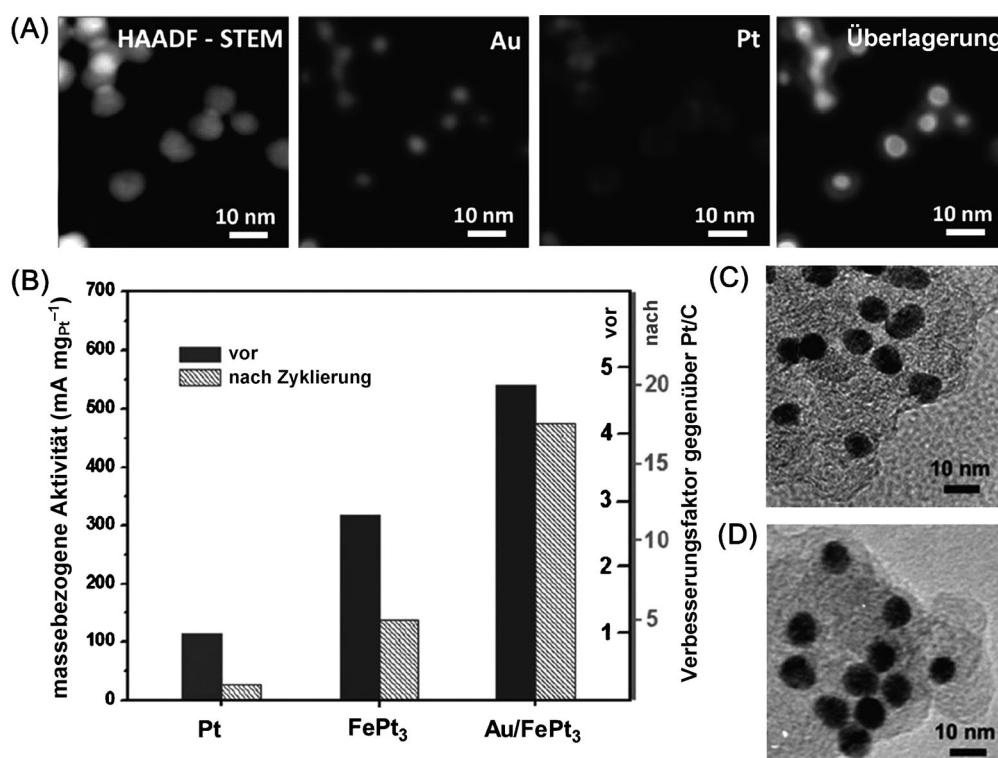 (A)
HAADF - STEM
Au
Pt
Überlagerung
10 nm
10 nm
10 nm
10 nm
(B)
massebezogene Aktivität (mA mgPt⁻¹)
700
600
500
400
300
200
100
0
vor
nach Zyklierung
Pt
FePt₃
Au/FePt₃
vor
5
4
3
2
1
nach
20
15
10
5
Verbesserungsfaktor gegenüber Pt/C
(C)
10 nm
(D)
10 nm